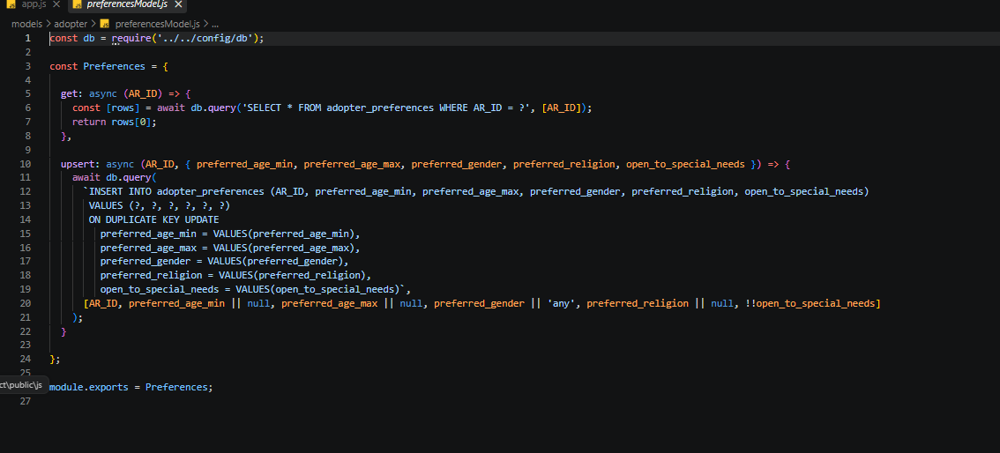 app.js
preferencesModel.js
models > adopter > preferencesModel.js > ...
1 const db = require('../../config/db');
2
3 const Preferences = {
4
5 get: async (AR_ID) => {
6 const [rows] = await db.query('SELECT * FROM adopter_preferences WHERE AR_ID = ?', [AR_ID]);
7 return rows[0];
8 },
9
10 upsert: async (AR_ID, { preferred_age_min, preferred_age_max, preferred_gender, preferred_religion, open_to_special_needs }) => {
11 await db.query(
12 `INSERT INTO adopter_preferences (AR_ID, preferred_age_min, preferred_age_max, preferred_gender, preferred_religion, open_to_special_needs)
13 VALUES (?, ?, ?, ?, ?, ?)
14 ON DUPLICATE KEY UPDATE
15 preferred_age_min = VALUES(preferred_age_min),
16 preferred_age_max = VALUES(preferred_age_max),
17 preferred_gender = VALUES(preferred_gender),
18 preferred_religion = VALUES(preferred_religion),
19 open_to_special_needs = VALUES(open_to_special_needs)`,
20 [AR_ID, preferred_age_min || null, preferred_age_max || null, preferred_gender || 'any', preferred_religion || null, !!open_to_special_needs]
21 );
22 }
23
24 };
25
ct\public\js module.exports = Preferences;
27